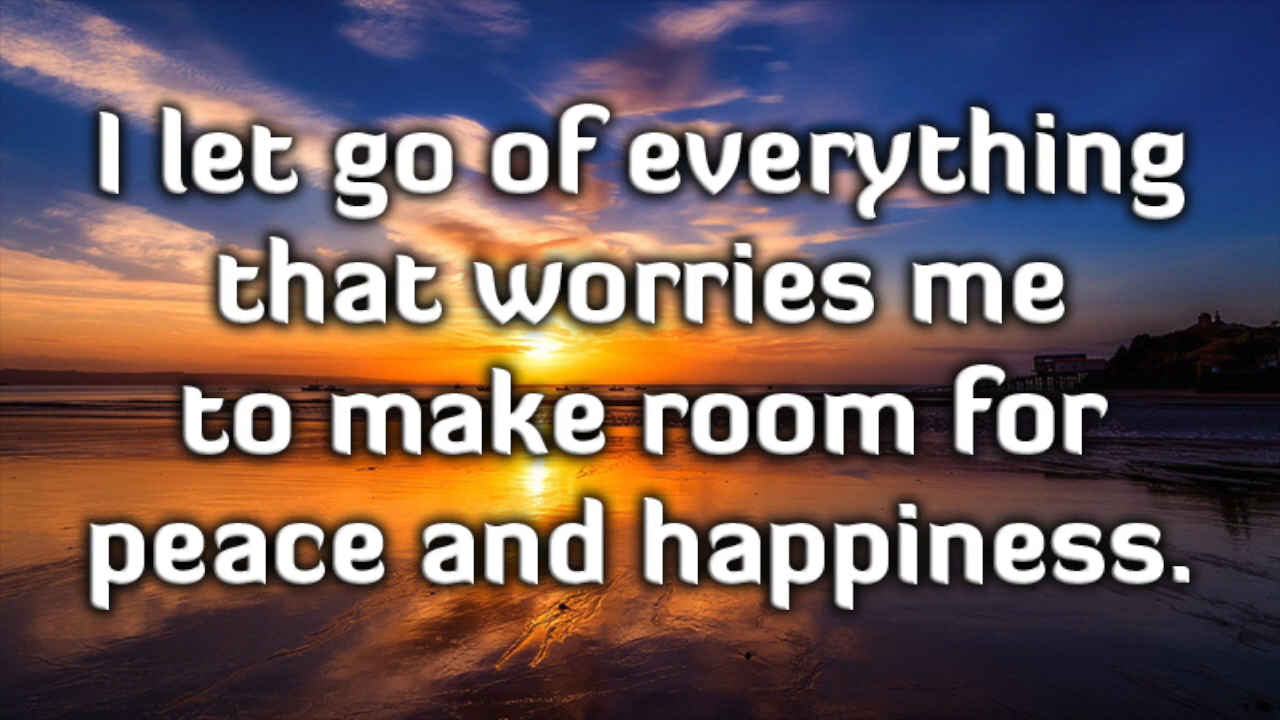 I let go of everything
that worries me
to make room for
peace and happiness.